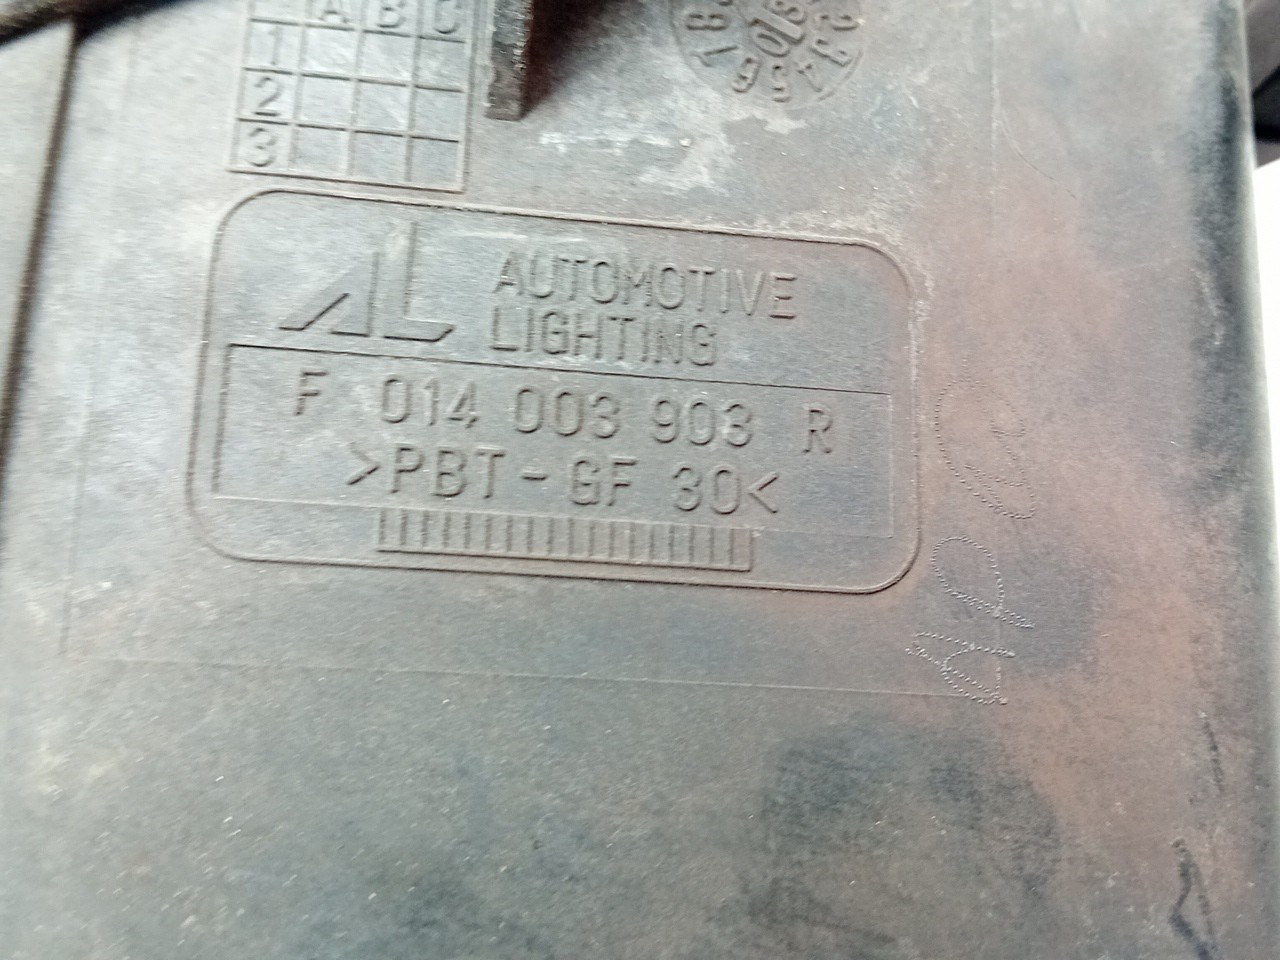 A B C
1
2
3
AL AUTOMOTIVE
LIGHTING
F 014 003 903 R
>PBT - GF 30<